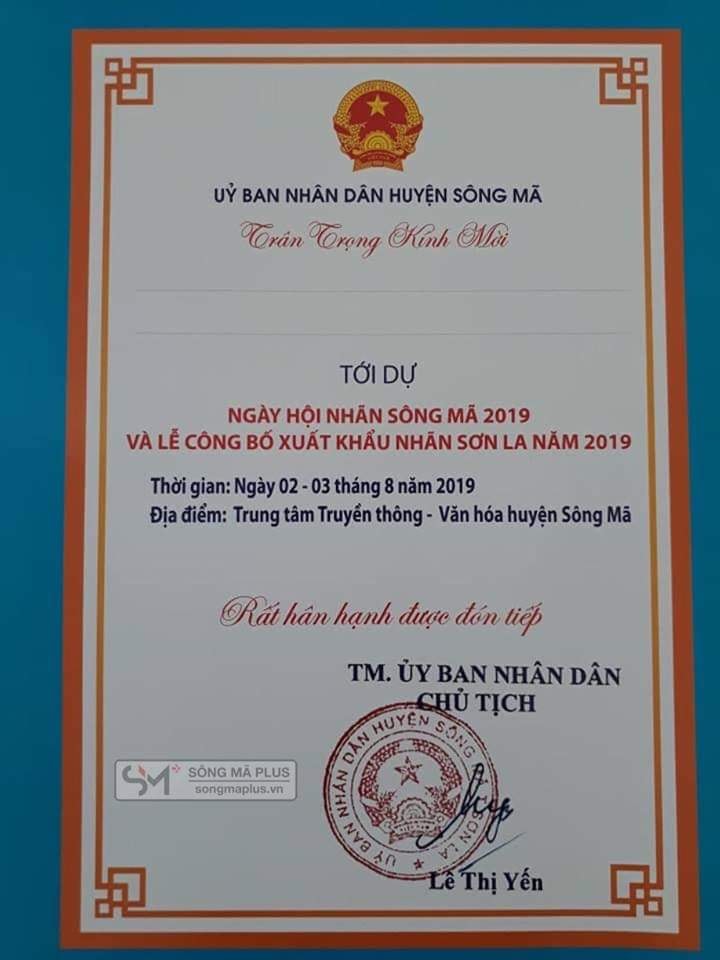 UỶ BAN NHÂN DÂN HUYỆN SÔNG MÃ
Trân Trọng Kính Mời
TỚI DỰ
NGÀY HỘI NHÃN SÔNG MÃ 2019
VÀ LỄ CÔNG BỐ XUẤT KHẨU NHÃN SƠN LA NĂM 2019
Thời gian: Ngày 02 - 03 tháng 8 năm 2019
Địa điểm: Trung tâm Truyền thông - Văn hóa huyện Sông Mã
Rất hân hạnh được đón tiếp
TM. ỦY BAN NHÂN DÂN
CHỦ TỊCH
UỶ BAN NHÂN DÂN HUYỆN SÔNG
SƠN LA
SM
SÔNG MÃ PLUS
songmaplus.vn
Lê Thị Yến